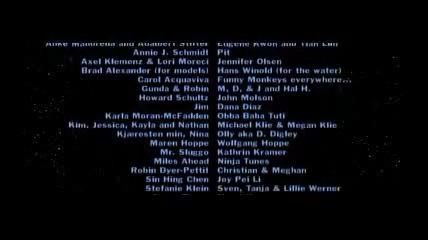 Annie J. Schmidt Pit
Axel Klemenz & Lori Moreci Jennifer Olsen
Brad Alexander (for models) Hans Winold (for the water)
Carol Acquaviva Funny Monkeys everywhere...
Gunda & Robin M, D, & J and Hal H.
Howard Schultz John Molson
Jim Dana Diaz
Karla Moran-McFadden Obba Baba Tuti
Kim, Jessica, Kayla and Nathan Michael Klie & Megan Klie
Kjæresten min, Nina Olly aka D. Digley
Maren Hoppe Wolfgang Hoppe
Mr. Sluggo Kathrin Kramer
Miles Ahead Ninja Tunes
Robin Dyer-Pettit Christian & Meghan
Sin Hing Chen Joy Pei Li
Stefanie Klein Sven, Tanja & Lillie Werner